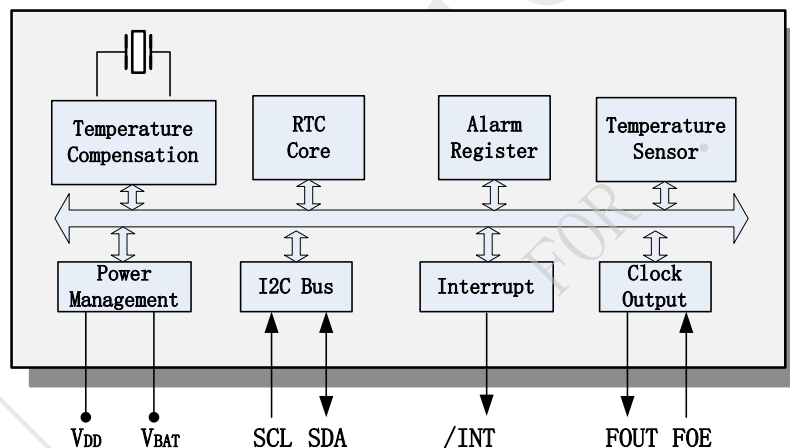 Temperature
Compensation
RTC
Core
Alarm
Register
Temperature
Sensor
Power
Management
I2C Bus
Interrupt
Clock
Output
VDD
VBAT
SCL
SDA
/INT
FOUT
FOE
FOR